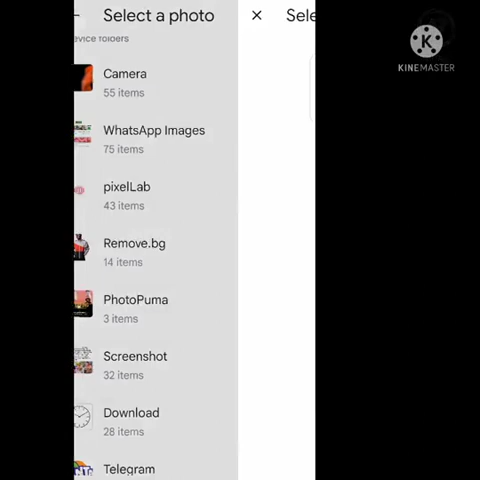 Select a photo
Sele
evice folders
Camera
55 items
WhatsApp Images
75 items
pixelLab
43 items
Remove.bg
14 items
PhotoPuma
3 items
Screenshot
32 items
Download
28 items
Telegram
K
KINEMASTER